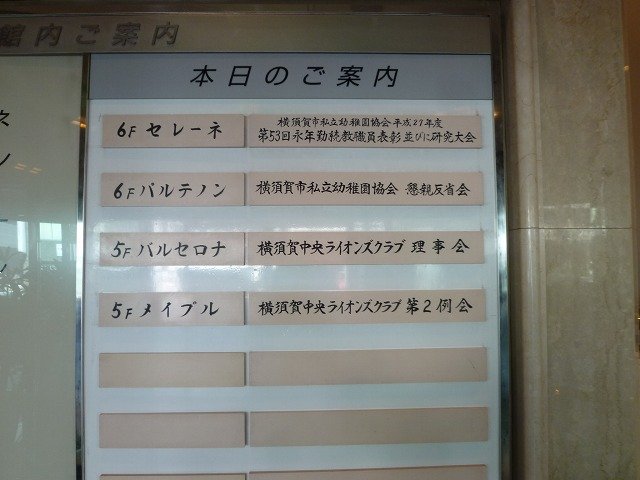 館内ご案内
本日のご案内
6F セレーネ
横須賀市私立幼稚園協会 平成27年度
第53回永年勤続教職員表彰並びに研究大会
6F パルテノン
横須賀市私立幼稚園協会 懇親反省会
5F バルセロナ
横須賀中央ライオンズクラブ 理事会
5F メイプル
横須賀中央ライオンズクラブ 第2例会